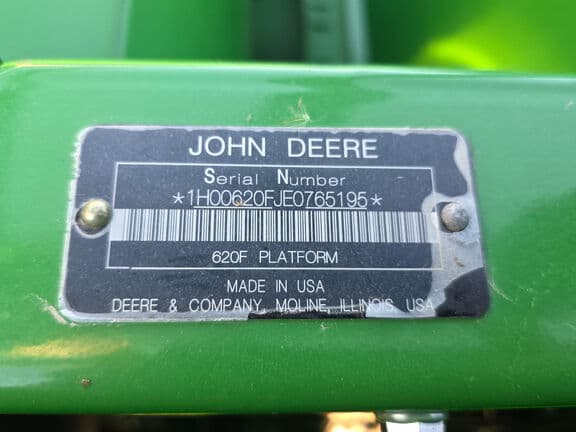 JOHN DEERE
Serial Number
*1H00620FJE0765195*
620F PLATFORM
MADE IN USA
DEERE & COMPANY, MOLINE, ILLINOIS USA